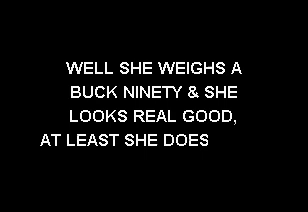 WELL SHE WEIGHS A
BUCK NINETY & SHE
LOOKS REAL GOOD,
AT LEAST SHE DOES